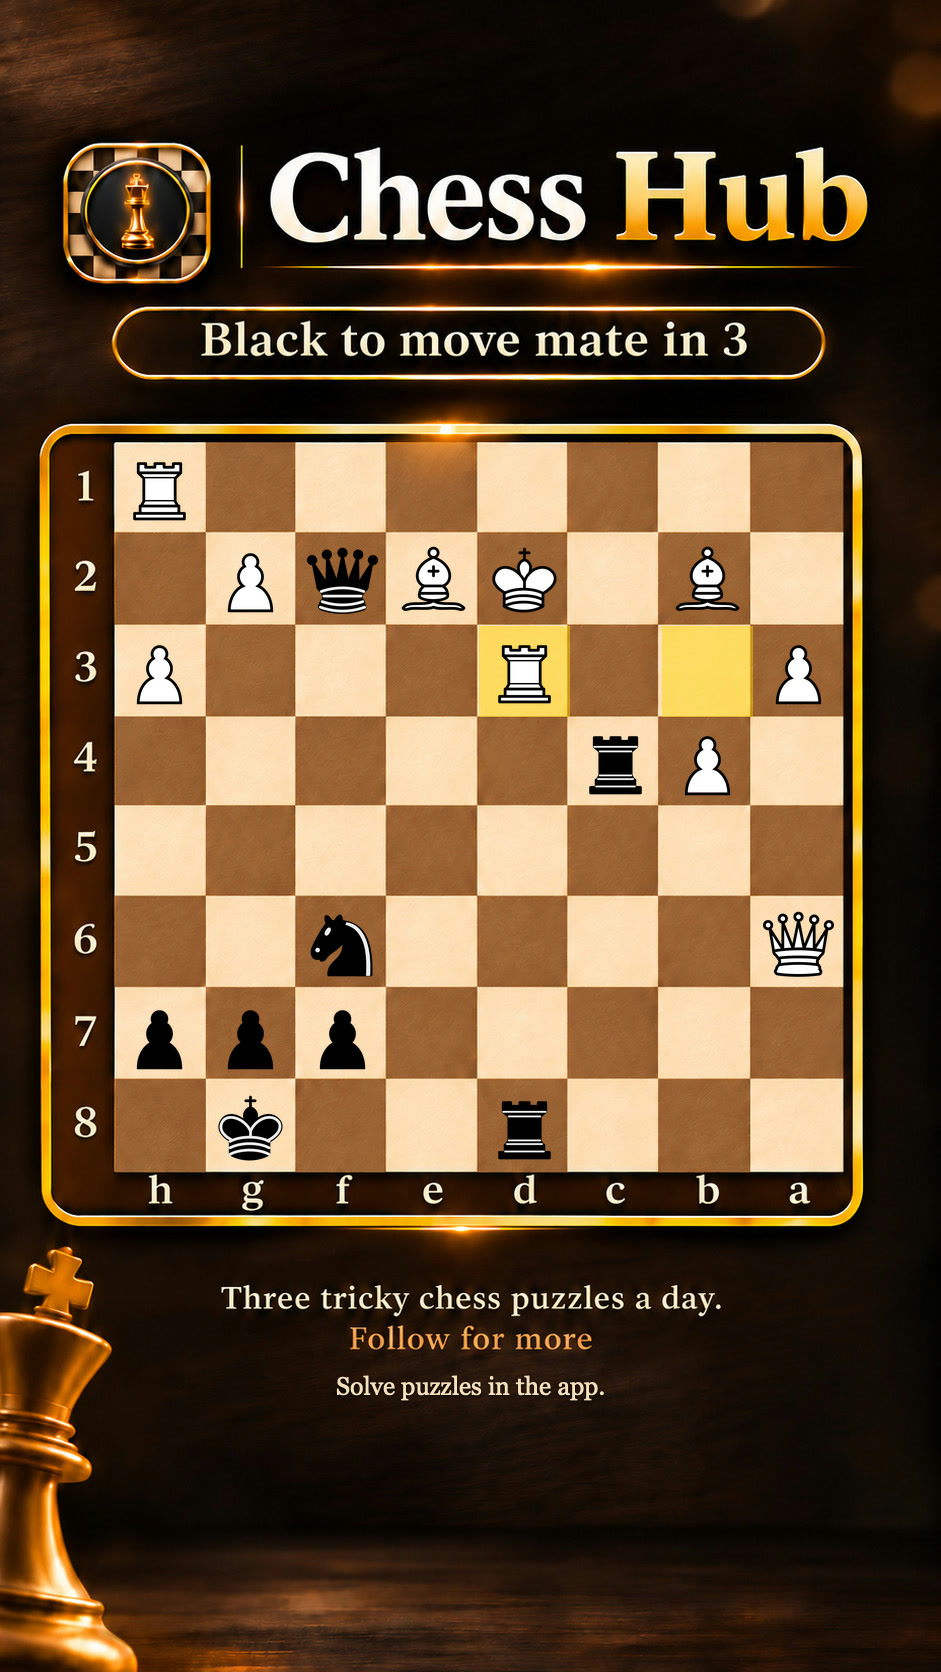 Chess Hub
Black to move mate in 3
1
2
3
4
5
6
7
8
h g f e d c b a
Three tricky chess puzzles a day.
Follow for more
Solve puzzles in the app.